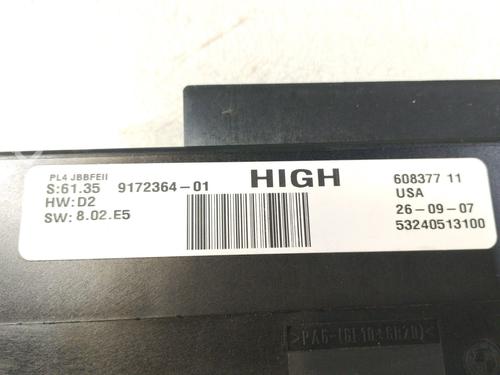 PL4 JBBFEII
S:61.35 9172364-01 HIGH 608377 11
HW:D2 USA
SW: 8.02.E5 26-09-07
53240513100